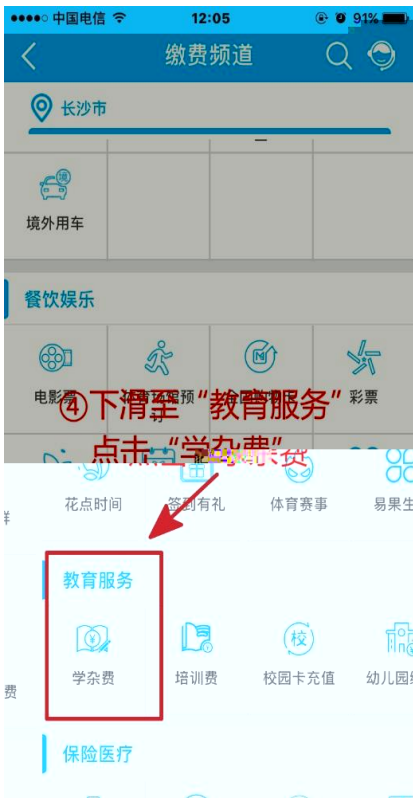 中国电信 12:05 91%
缴费频道
长沙市
境外用车
餐饮娱乐
电影票 彩票
④下滑至“教育服务”
点击“学杂费”
花点时间 签到有礼 体育赛事 易果生
教育服务
学杂费 培训费 校园卡充值 幼儿园
费
保险医疗